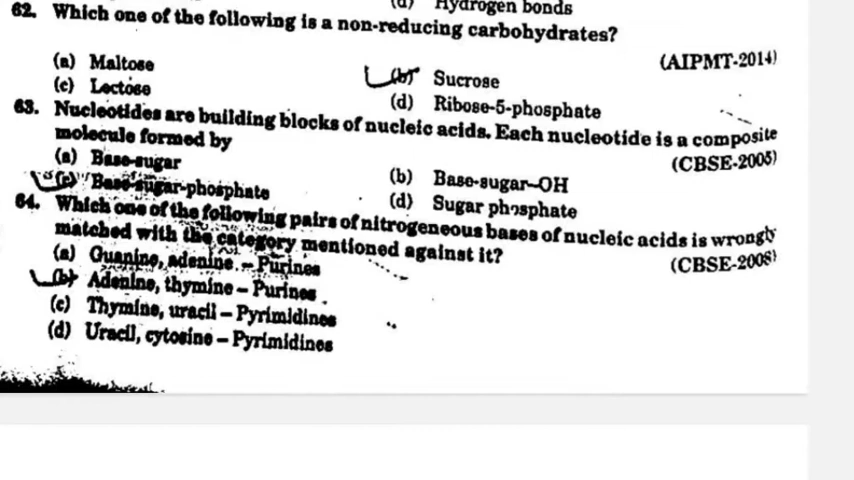 (d) Hydrogen bonds
62. Which one of the following is a non-reducing carbohydrates?
(AIPMT-2014)
(a) Maltose
(b) Sucrose
(c) Lactose
(d) Ribose-5-phosphate
63. Nucleotides are building blocks of nucleic acids. Each nucleotide is a composite
molecule formed by
(CBSE-2005)
(a) Base-sugar
(b) Base-sugar-OH
(c) Base-sugar-phosphate
(d) Sugar phosphate
64. Which one of the following pairs of nitrogeneous bases of nucleic acids is wrongly
matched with the category mentioned against it?
(CBSE-2008)
(a) Guanine, adenine. – Purines
(b) Adenine, thymine – Purines
(c) Thymine, uracil – Pyrimidines
(d) Uracil, cytosine – Pyrimidines